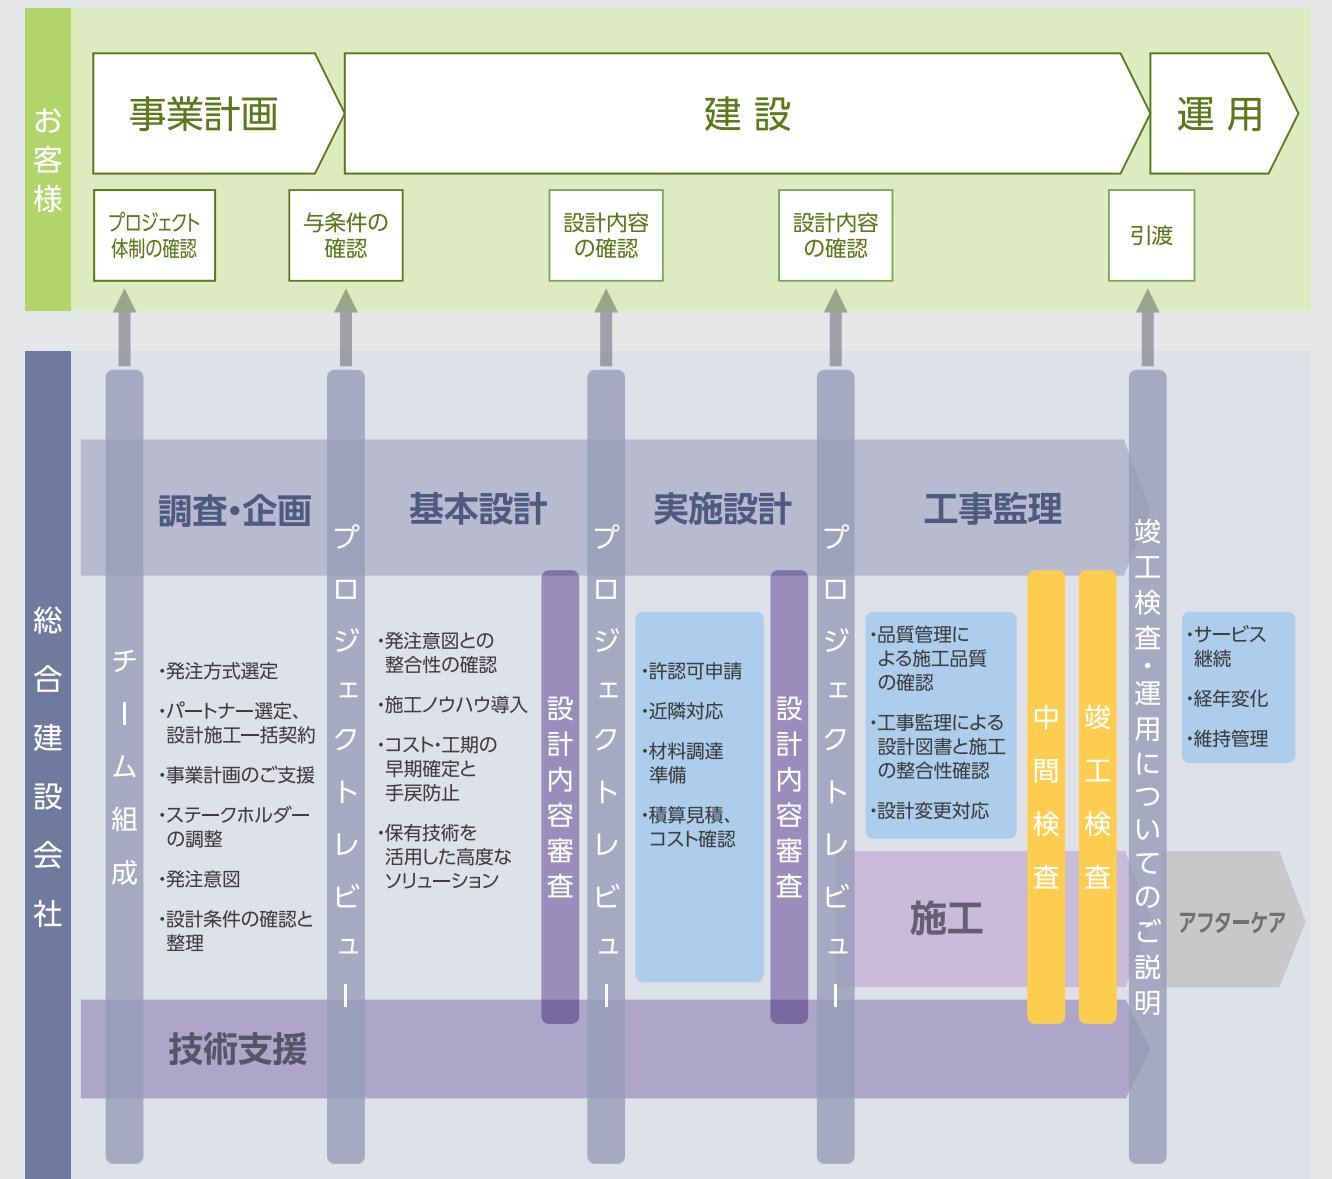 お客様
事業計画
建設
運用
プロジェクト
体制の確認
与条件の
確認
設計内容
の確認
設計内容
の確認
引渡
総合建設会社
調査・企画
基本設計
実施設計
工事監理
チーム組成
・発注方式選定
・パートナー選定、
設計施工一括契約
・事業計画のご支援
・ステークホルダー
の調整
・発注意図
・設計条件の確認と
整理
プロジェクトレビュー
・発注意図との
整合性の確認
・施工ノウハウ導入
・コスト・工期の
早期確定と
手戻防止
・保有技術を
活用した高度な
ソリューション
設計内容審査
プロジェクトレビュー
・許認可申請
・近隣対応
・材料調達
準備
・積算見積、
コスト確認
設計内容審査
プロジェクトレビュー
・品質管理に
よる施工品質
の確認
・工事監理による
設計図書と施工
の整合性確認
・設計変更対応
施工
中間検査
竣工検査
竣工検査・運用についてのご説明
・サービス
継続
・経年変化
・維持管理
アフターケア
技術支援